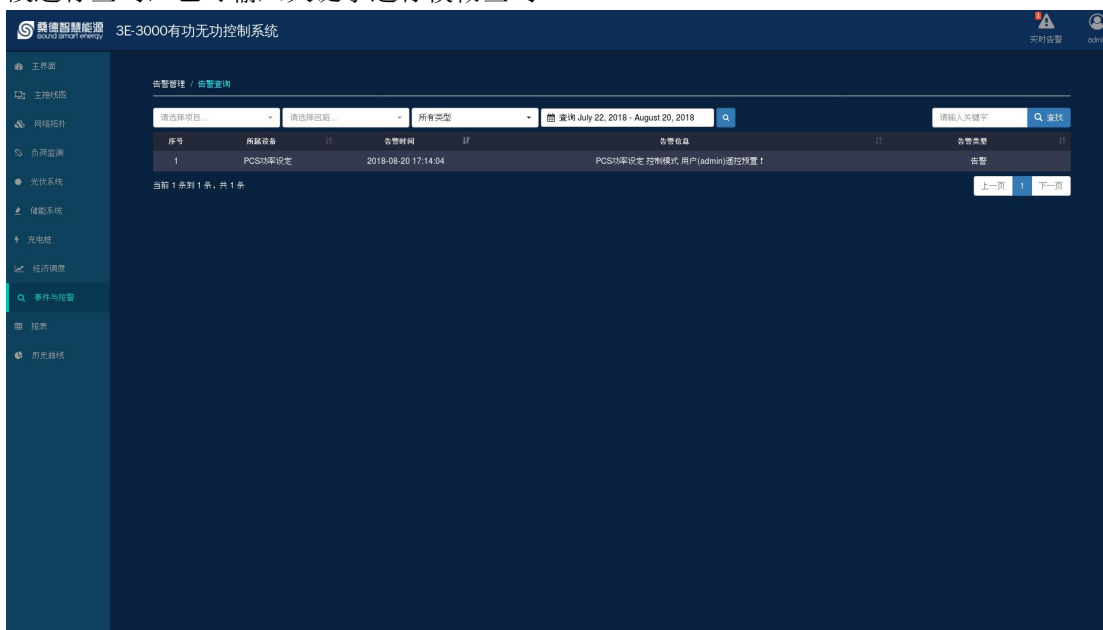 桑德智慧能源
sound smart energy
3E-3000有功无功控制系统
1
实时告警
主界面
主接线图
网络拓扑
负荷监测
光伏系统
储能系统
充电桩
经济调度
事件与报警
报表
历史曲线
告警管理 / 告警查询
请选择项目... 请选择回路... 所有类型 查询 July 22, 2018 - August 20, 2018 请输入关键字 查找
序号 所属设备 告警时间 告警信息 告警类型
1 PCS功率设定 2018-08-20 17:14:04 PCS功率设定 控制模式 用户(admin)遥控预置！ 告警
当前 1 条到 1 条, 共 1 条 上一页 1 下一页